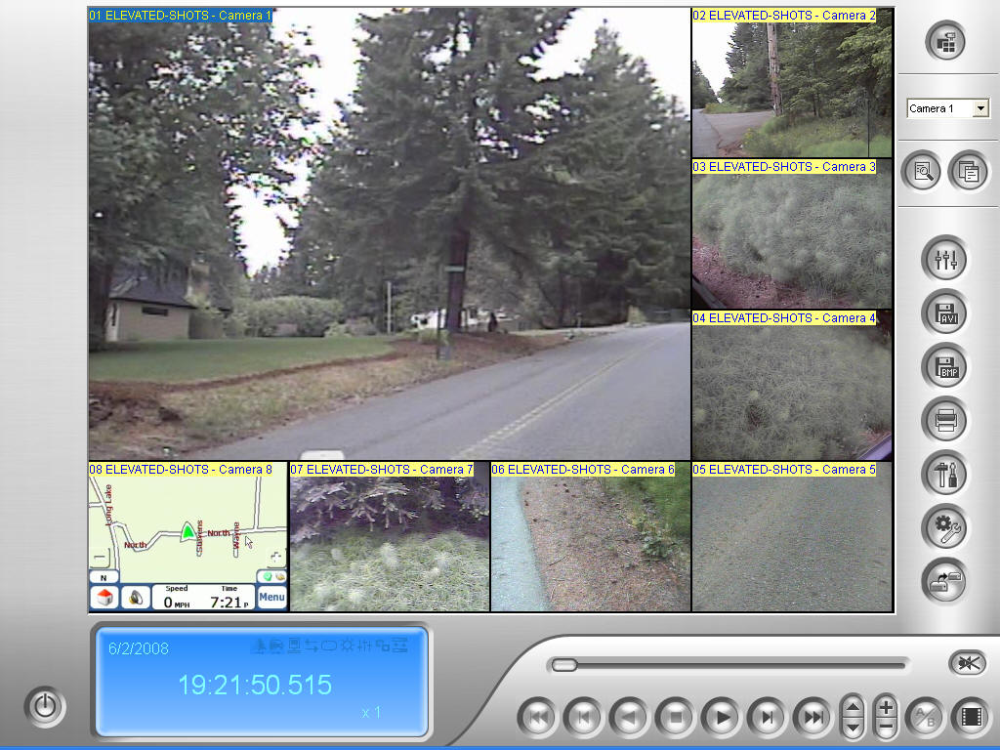 01 ELEVATED-SHOTS - Camera 1
02 ELEVATED-SHOTS - Camera 2
Camera 1
03 ELEVATED-SHOTS - Camera 3
AVI
04 ELEVATED-SHOTS - Camera 4
BMP
08 ELEVATED-SHOTS - Camera 8
07 ELEVATED-SHOTS - Camera 7
06 ELEVATED-SHOTS - Camera 6
05 ELEVATED-SHOTS - Camera 5
Long Lake
North
Stevens
North
Wayne
N
Speed
Time
0 MPH
7:21 P
Menu
6/2/2008
19:21:50.515
x 1
A/B